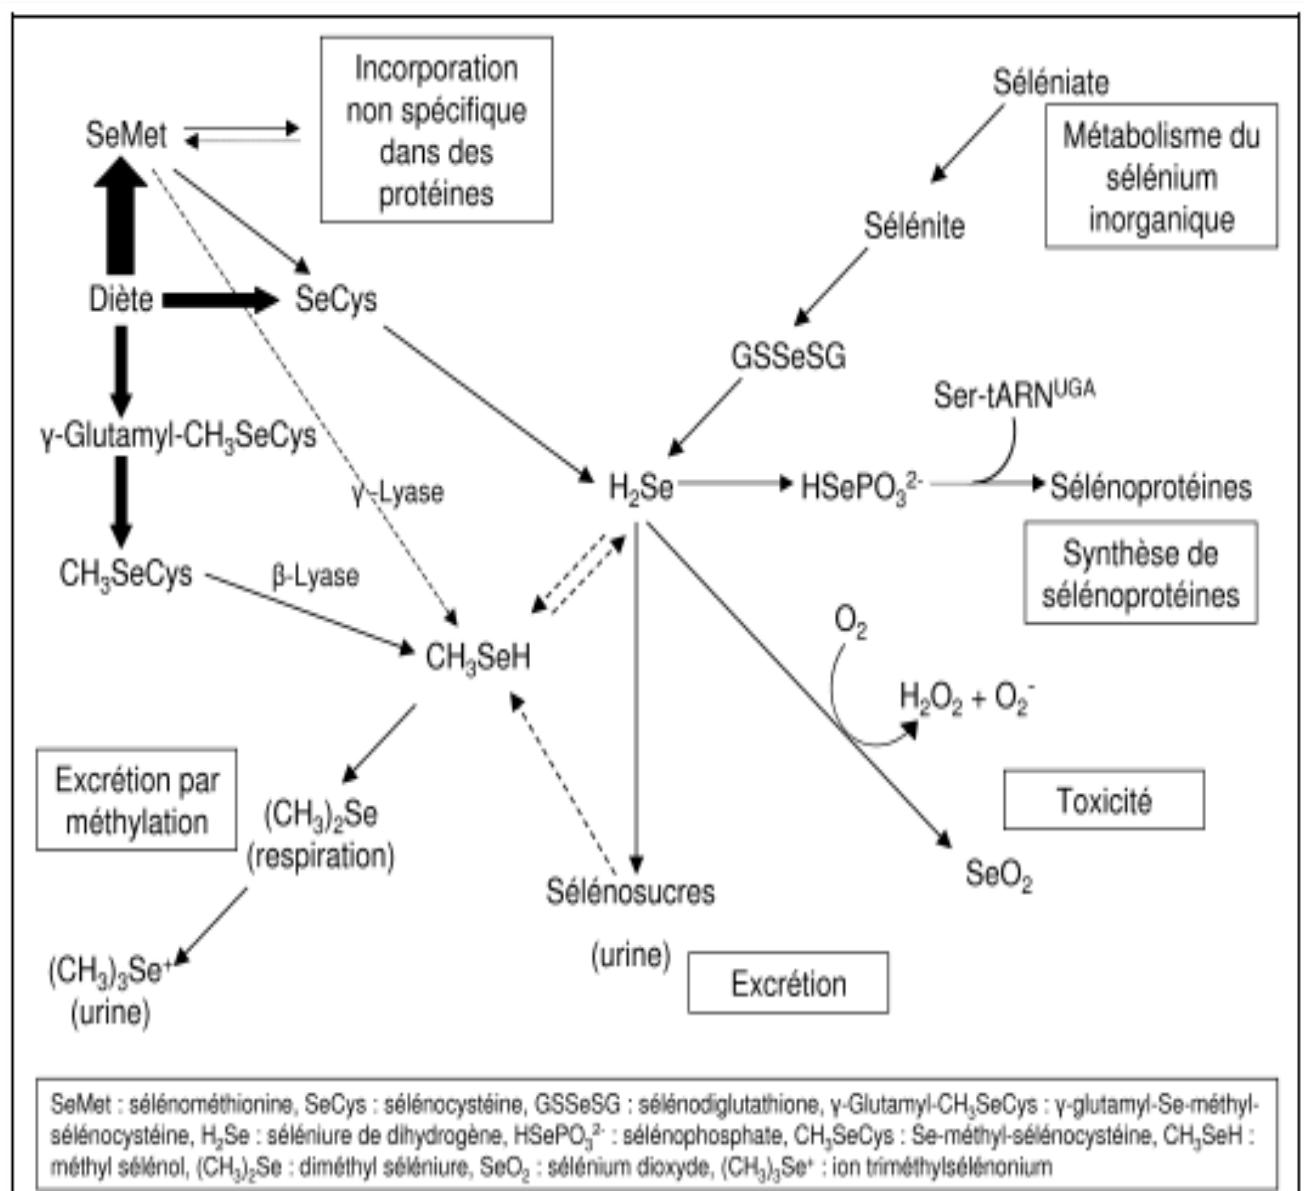 Incorporation
non spécifique
dans des
protéines
Séléniate
SeMet
Métabolisme du
sélénium
inorganique
Sélénite
Diète
SeCys
GSSeSG
Ser-tARN^UGA
γ-Glutamyl-CH₃SeCys
γ-Lyase
H₂Se
HSePO₃²⁻
Sélénoprotéines
Synthèse de
sélénoprotéines
CH₃SeCys
β-Lyase
O₂
CH₃SeH
H₂O₂ + O₂⁻
Excrétion par
méthylation
(CH₃)₂Se
(respiration)
Toxicité
SeO₂
Sélénosucres
(urine)
Excrétion
(CH₃)₃Se⁺
(urine)
SeMet : sélénométhionine, SeCys : sélénocystéine, GSSeSG : sélénodiglutathione, γ-Glutamyl-CH₃SeCys : γ-glutamyl-Se-méthyl-
sélénocystéine, H₂Se : séléniure de dihydrogène, HSePO₃²⁻ : sélénophosphate, CH₃SeCys : Se-méthyl-sélénocystéine, CH₃SeH :
méthyl sélénol, (CH₃)₂Se : diméthyl séléniure, SeO₂ : sélénium dioxyde, (CH₃)₃Se⁺ : ion triméthylsélénonium